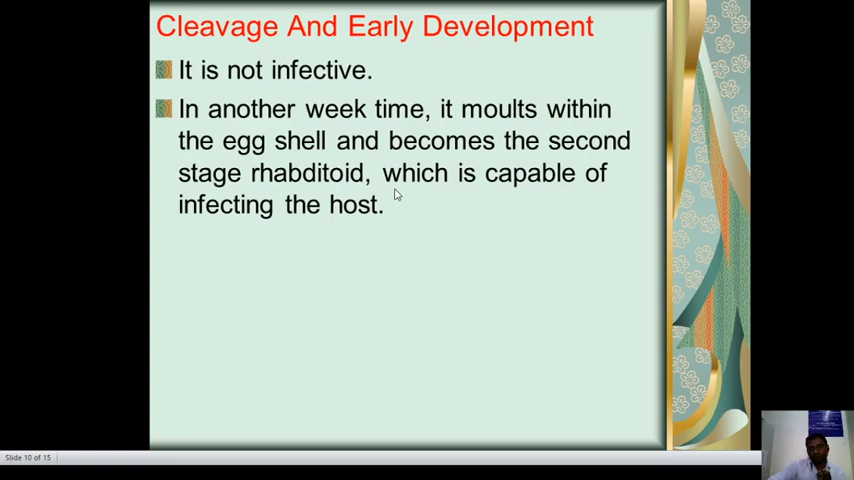 Cleavage And Early Development
It is not infective.
In another week time, it moults within
the egg shell and becomes the second
stage rhabditoid, which is capable of
infecting the host.
Slide 10 of 15